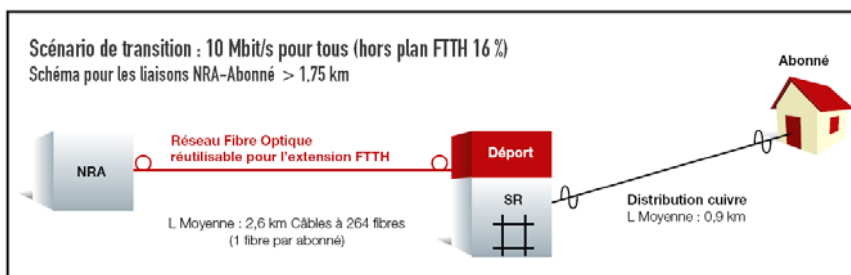 Scénario de transition : 10 Mbit/s pour tous (hors plan FTTH 16 %)
Schéma pour les liaisons NRA-Abonné > 1,75 km
Abonné
Réseau Fibre Optique
réutilisable pour l'extension FTTH
NRA
Déport
SR
L Moyenne : 2,6 km Câbles à 264 fibres
(1 fibre par abonné)
Distribution cuivre
L Moyenne : 0,9 km